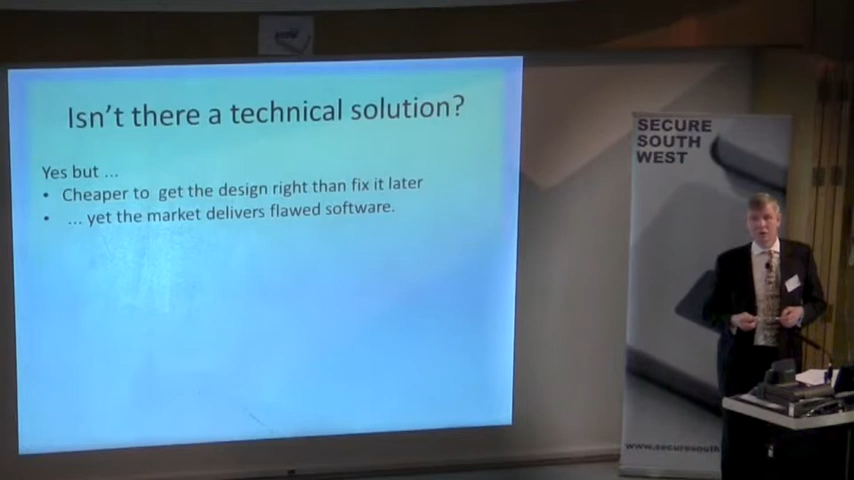 Isn't there a technical solution?
Yes but ...
• Cheaper to get the design right than fix it later
• ... yet the market delivers flawed software.
SECURE
SOUTH
WEST
www.securesouth